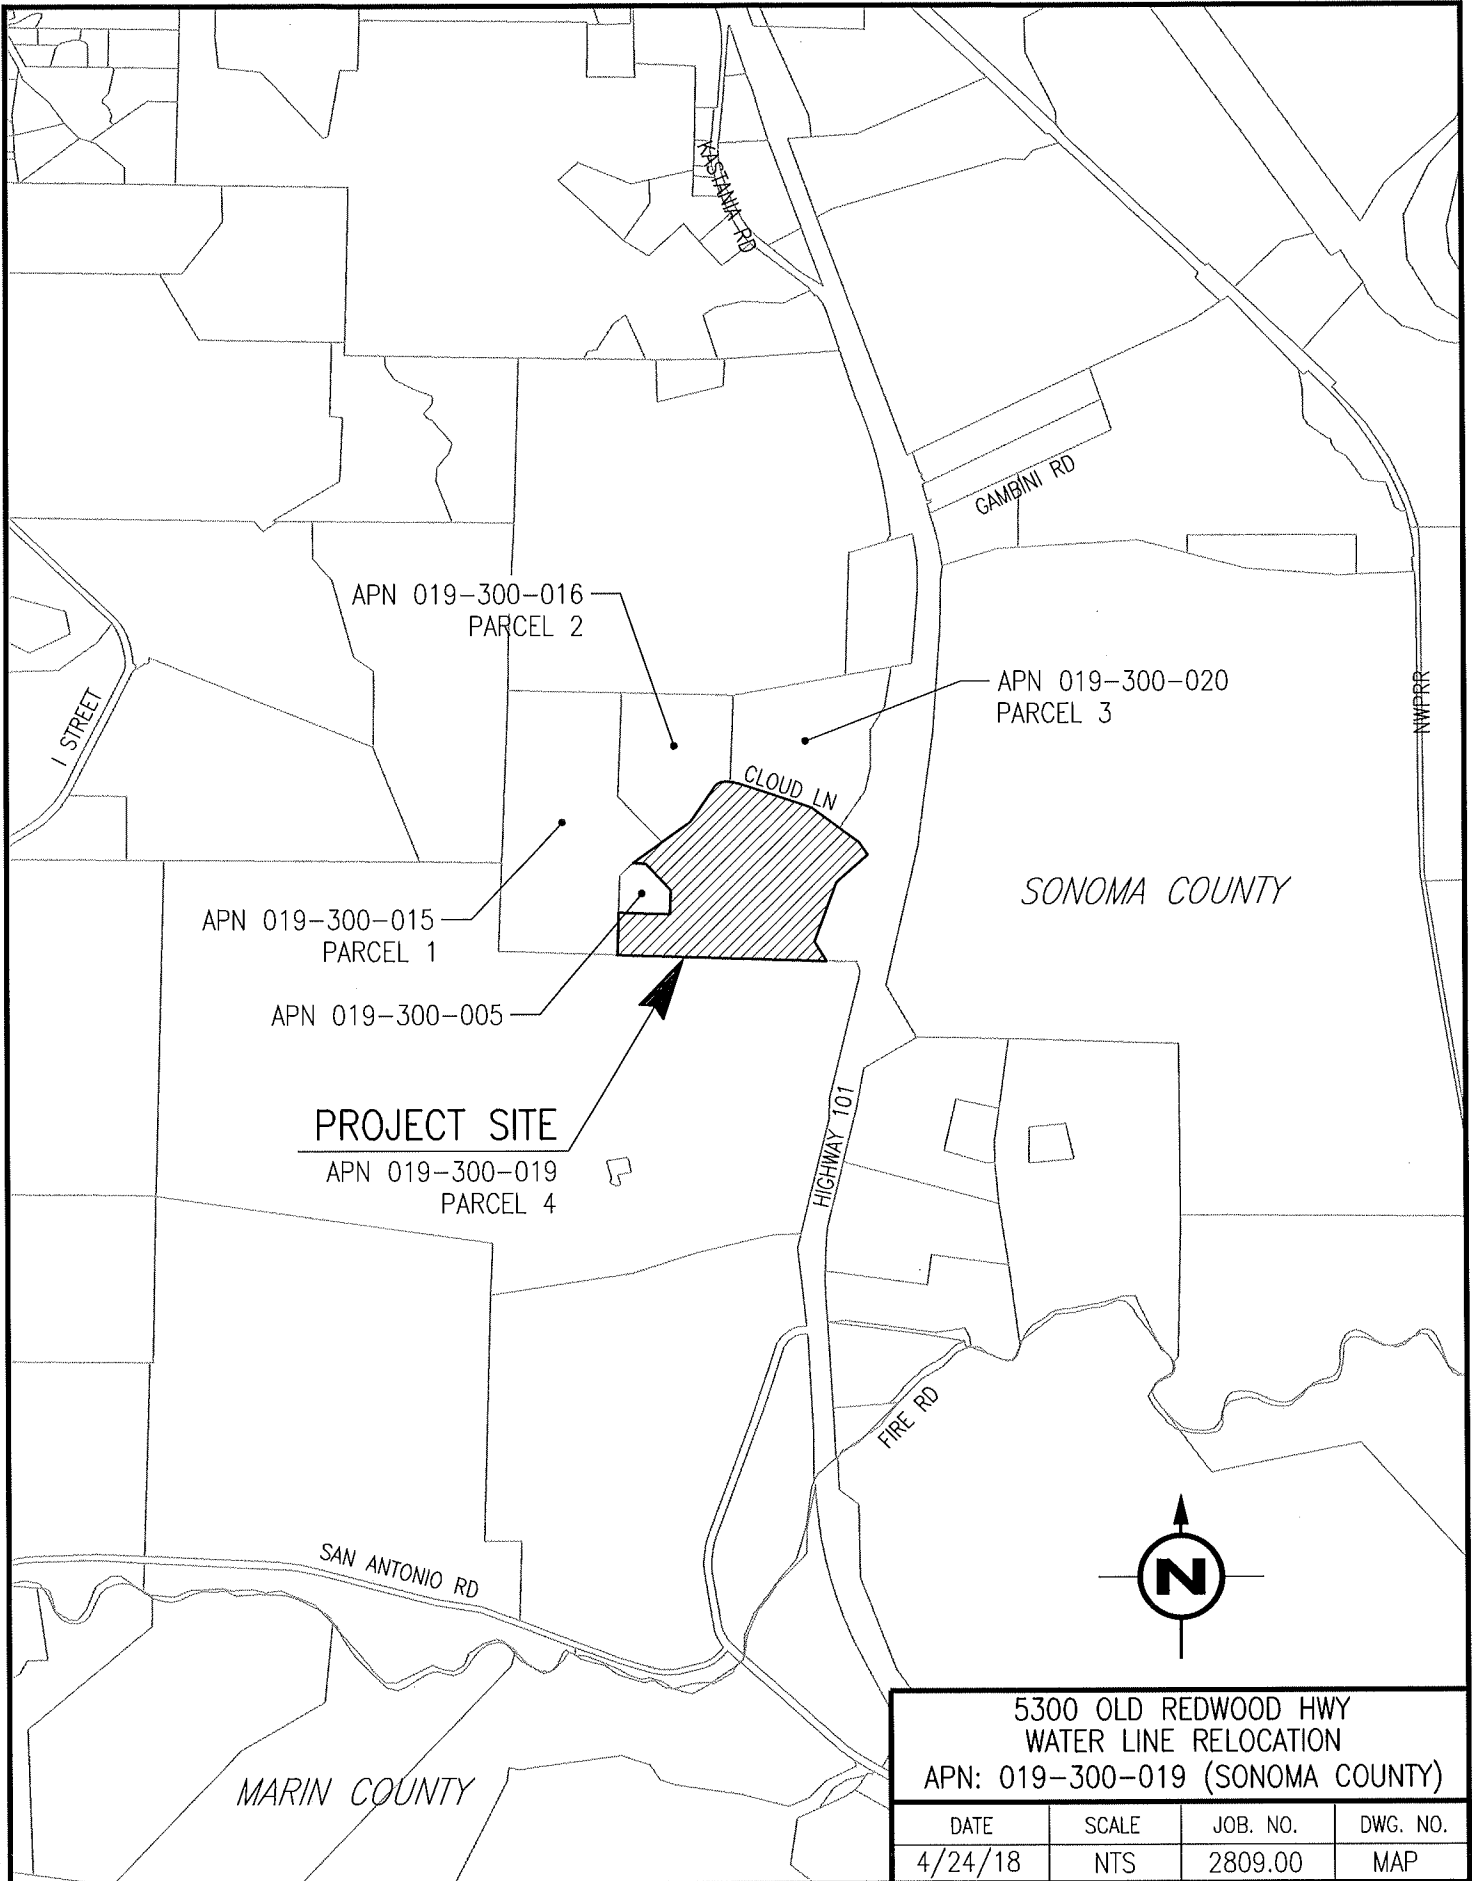 KASTANIA RD
GAMBINI RD
APN 019-300-016
PARCEL 2
APN 019-300-020
PARCEL 3
NWPRR
I STREET
CLOUD LN
SONOMA COUNTY
APN 019-300-015
PARCEL 1
APN 019-300-005
PROJECT SITE
APN 019-300-019
PARCEL 4
HIGHWAY 101
FIRE RD
SAN ANTONIO RD
N
MARIN COUNTY
5300 OLD REDWOOD HWY
WATER LINE RELOCATION
APN: 019-300-019 (SONOMA COUNTY)
DATE SCALE JOB. NO. DWG. NO.
4/24/18 NTS 2809.00 MAP